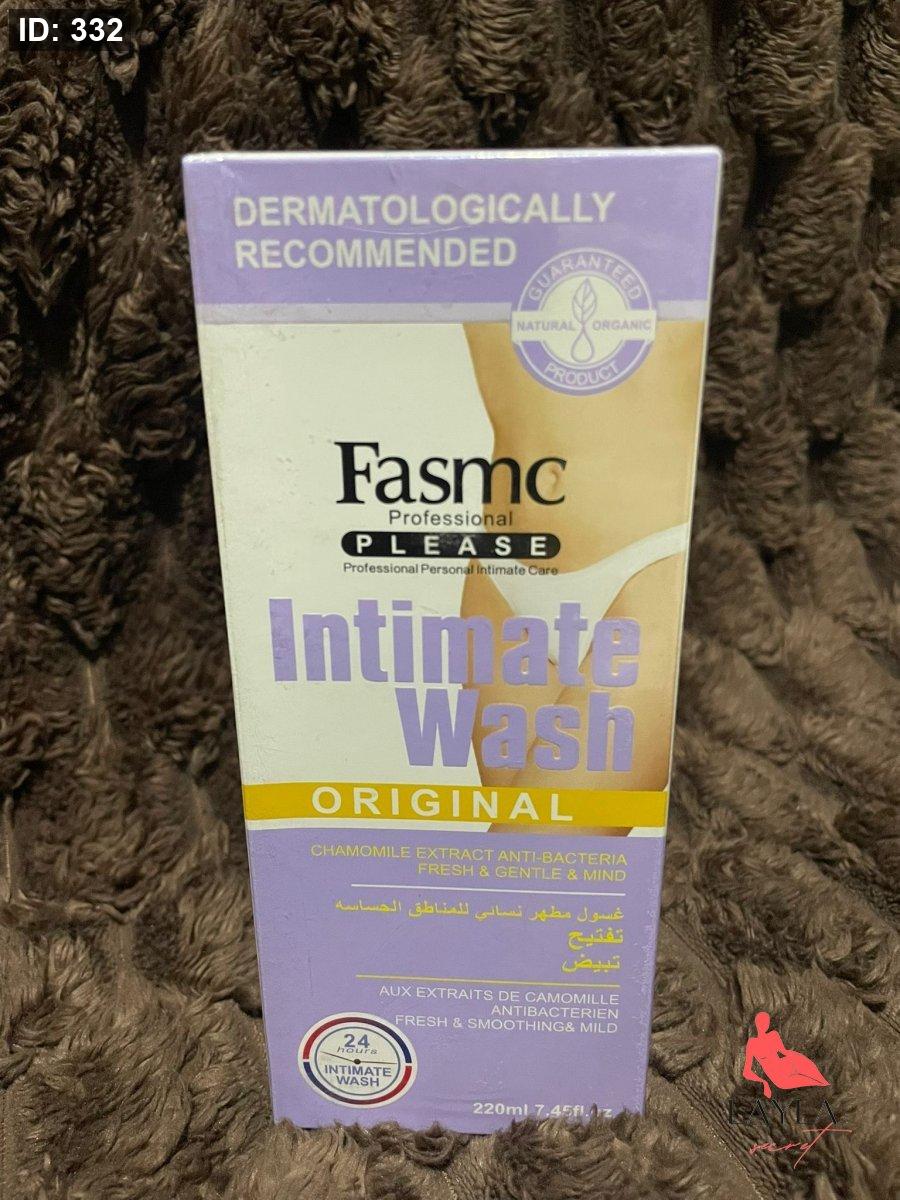 ID: 332
DERMATOLOGICALLY
RECOMMENDED
GUARANTEED
NATURAL ORGANIC
PRODUCT
Fasmc
Professional
PLEASE
Professional Personal Intimate Care
Intimate
Wash
ORIGINAL
CHAMOMILE EXTRACT ANTI-BACTERIA
FRESH & GENTLE & MIND
غسول مطهر نسائي للمناطق الحساسه
تفتيح
تبيض
AUX EXTRAITS DE CAMOMILLE
ANTIBACTERIEN
FRESH & SMOOTHING& MILD
24
hours
INTIMATE
WASH
220ml 7.45fl.oz
LAYLA
secret